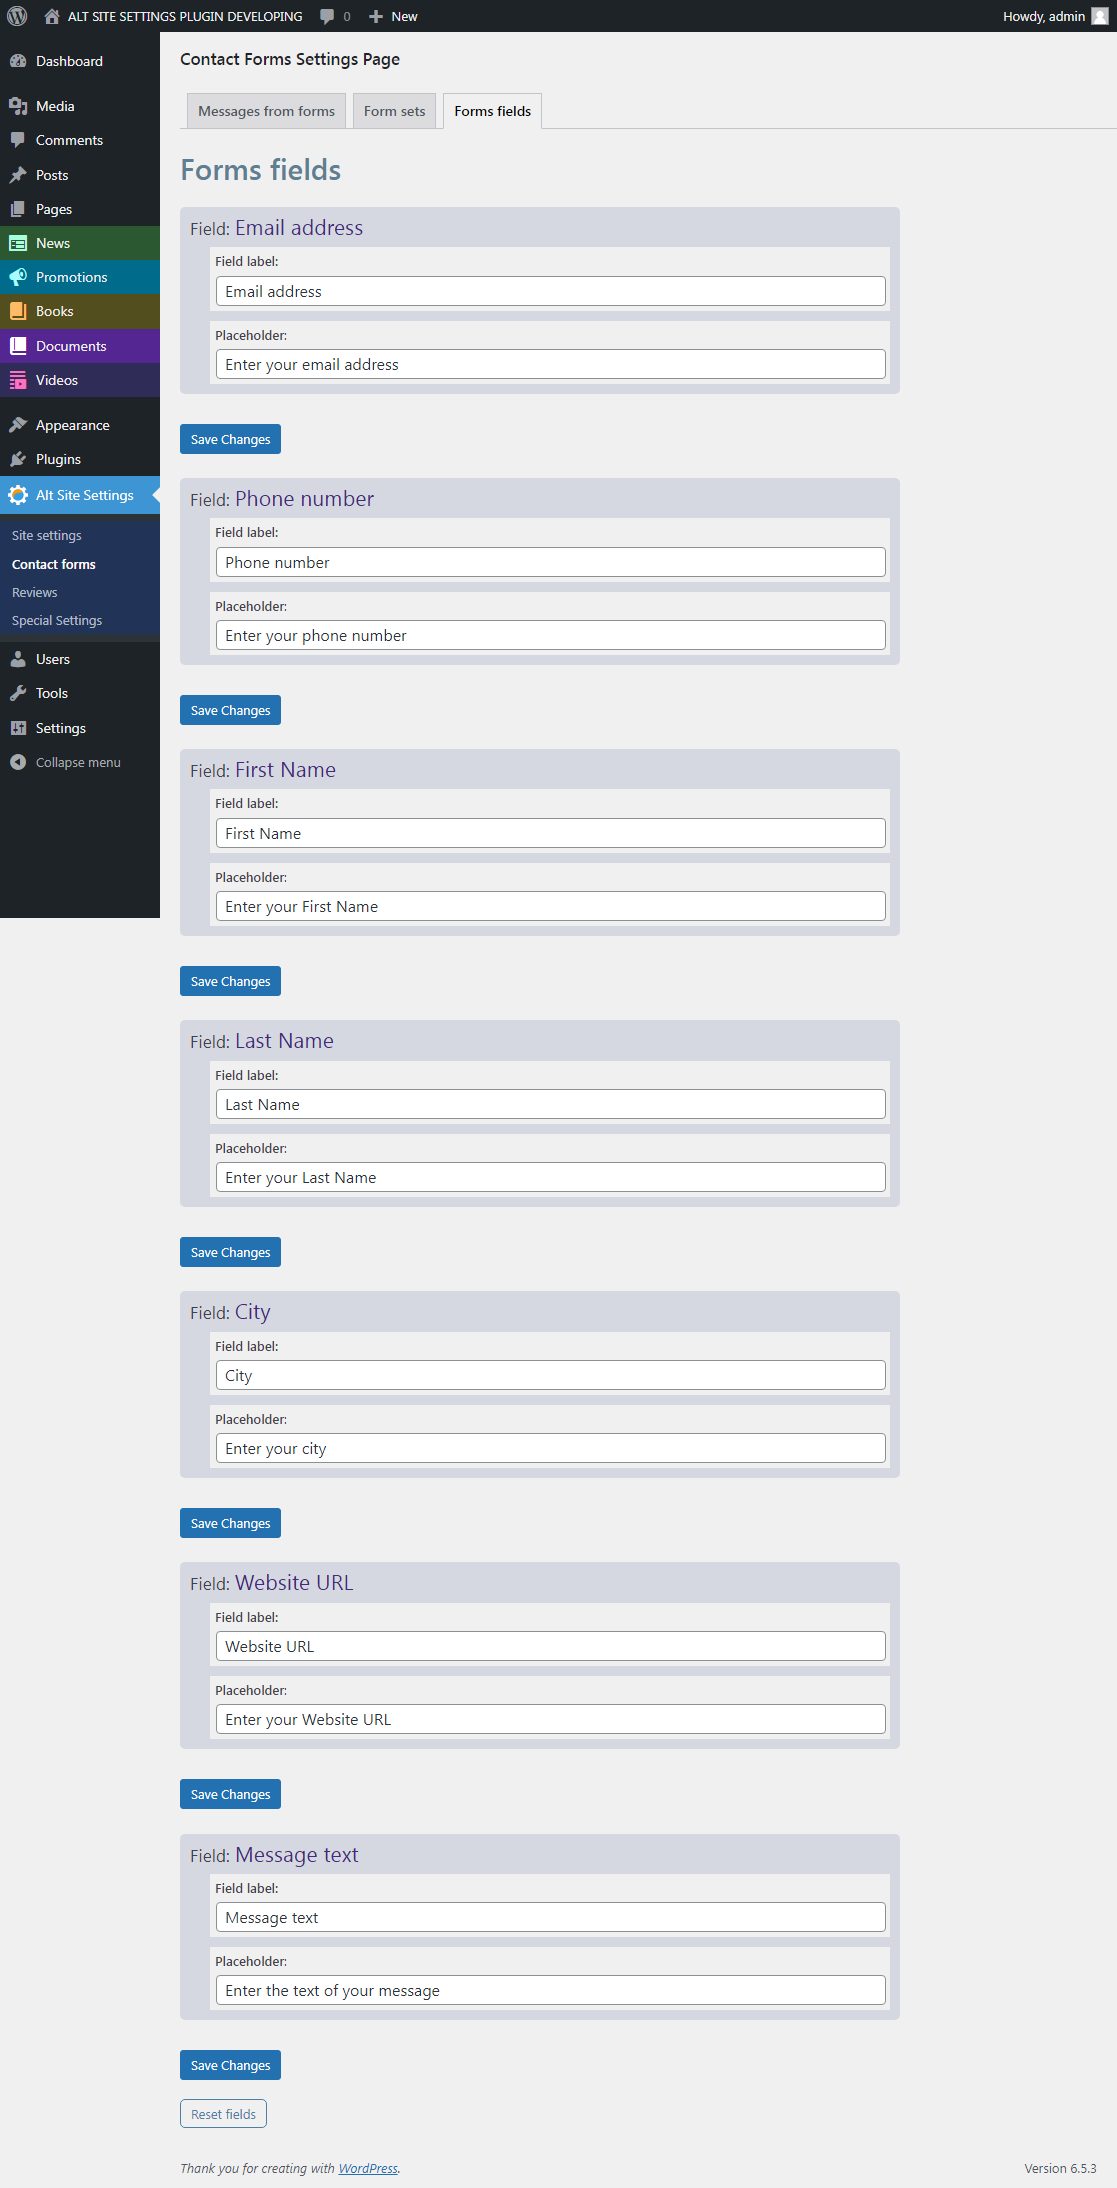 ALT SITE SETTINGS PLUGIN DEVELOPING 0 New Howdy, admin
Dashboard
Media
Comments
Posts
Pages
News
Promotions
Books
Documents
Videos
Appearance
Plugins
Alt Site Settings
Site settings
Contact forms
Reviews
Special Settings
Users
Tools
Settings
Collapse menu
Contact Forms Settings Page
Messages from forms Form sets Forms fields
Forms fields
Field: Email address
Field label:
Email address
Placeholder:
Enter your email address
Save Changes
Field: Phone number
Field label:
Phone number
Placeholder:
Enter your phone number
Save Changes
Field: First Name
Field label:
First Name
Placeholder:
Enter your First Name
Save Changes
Field: Last Name
Field label:
Last Name
Placeholder:
Enter your Last Name
Save Changes
Field: City
Field label:
City
Placeholder:
Enter your city
Save Changes
Field: Website URL
Field label:
Website URL
Placeholder:
Enter your Website URL
Save Changes
Field: Message text
Field label:
Message text
Placeholder:
Enter the text of your message
Save Changes
Reset fields
Thank you for creating with WordPress. Version 6.5.3